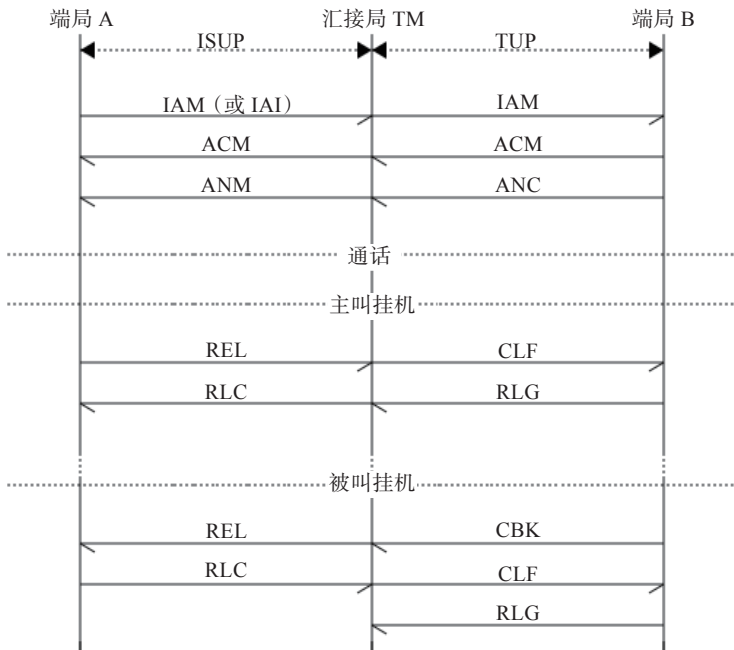 端局 A
汇接局 TM
端局 B
ISUP
TUP
IAM（或 IAI）
IAM
ACM
ACM
ANM
ANC
通话
主叫挂机
REL
CLF
RLC
RLG
被叫挂机
REL
CBK
RLC
CLF
RLG